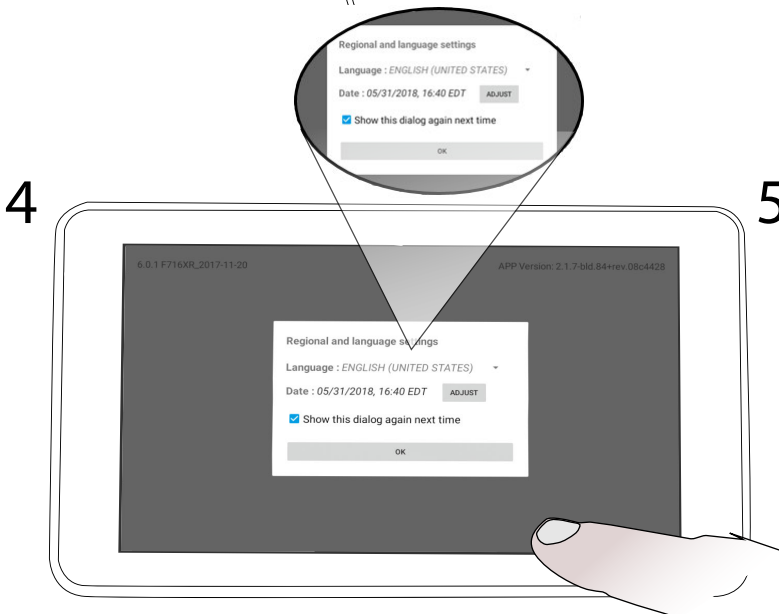 Regional and language settings
Language : ENGLISH (UNITED STATES)
Date : 05/31/2018, 16:40 EDT ADJUST
Show this dialog again next time
OK
4
5
6.0.1 F716XR_2017-11-20
APP Version: 2.1.7-bld.84+rev.08c4428
Regional and language settings
Language : ENGLISH (UNITED STATES)
Date : 05/31/2018, 16:40 EDT ADJUST
Show this dialog again next time
OK